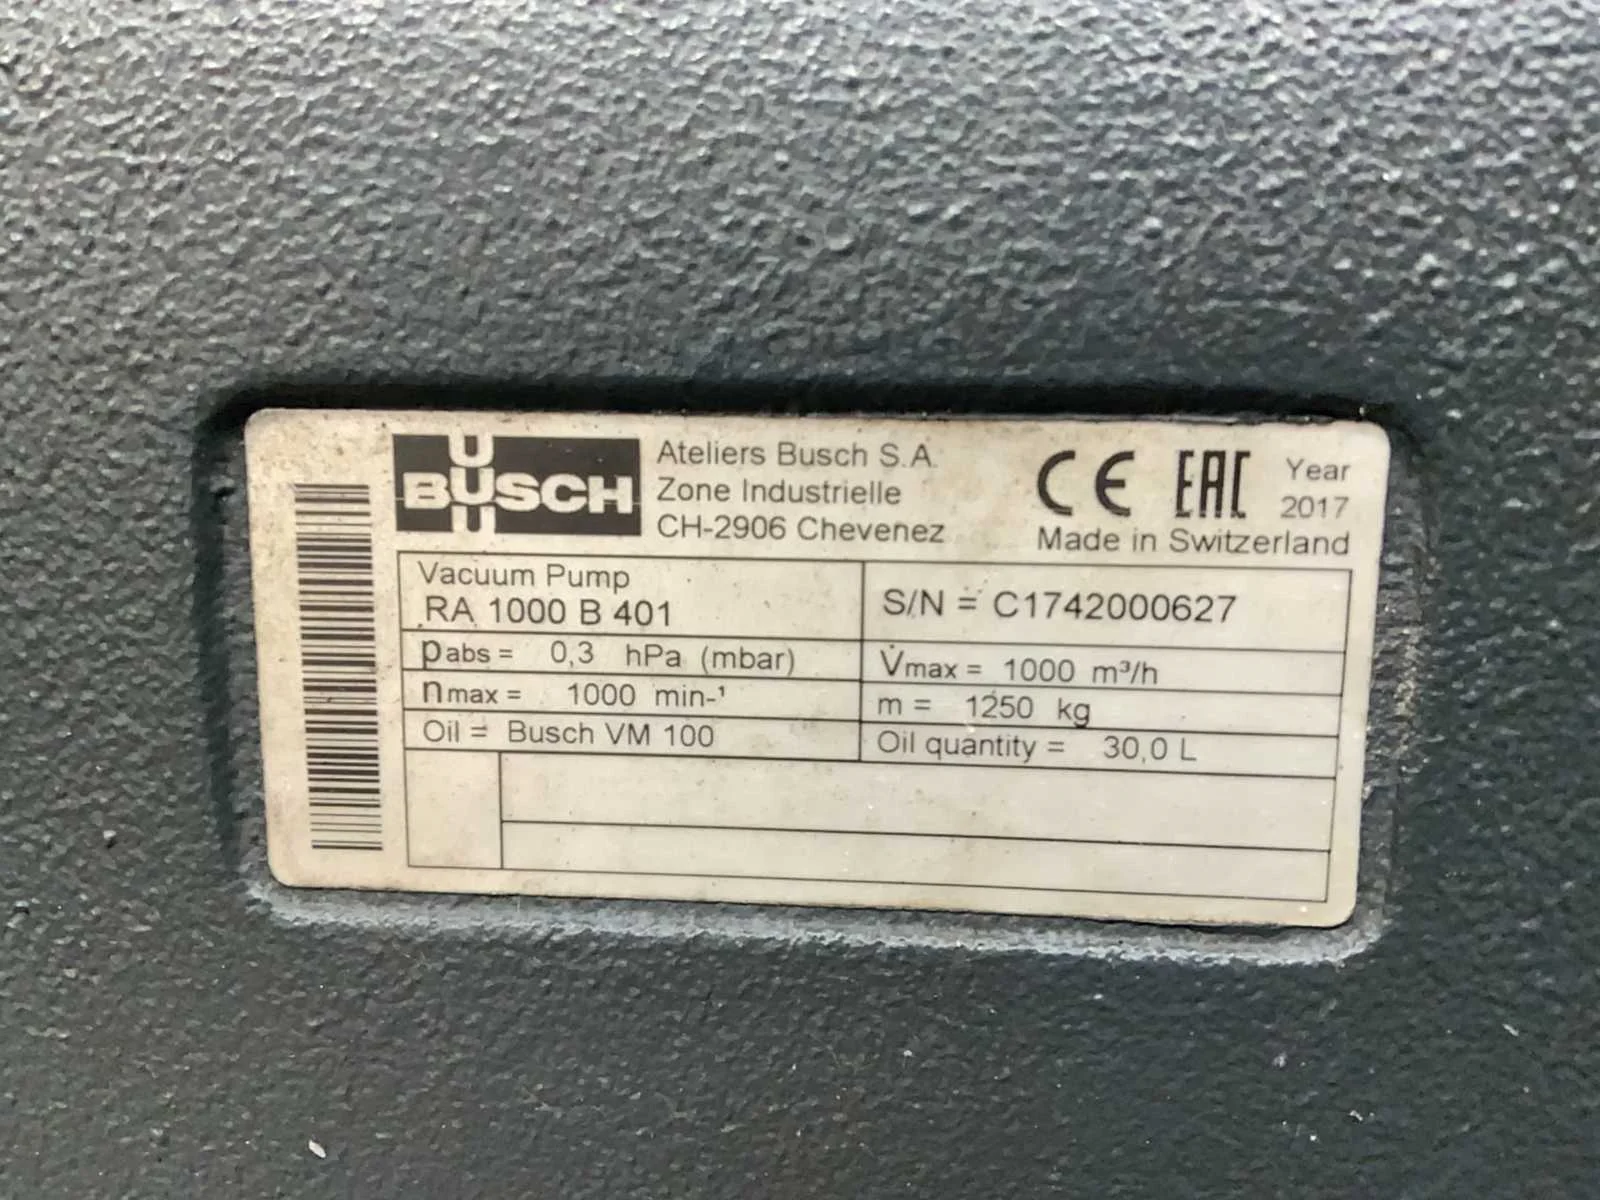 BUSCH
Ateliers Busch S.A.
Zone Industrielle
CH-2906 Chevenez
CE EAC
Year
2017
Made in Switzerland
Vacuum Pump
RA 1000 B 401
S/N = C1742000627
pabs = 0,3 hPa (mbar)
V̇max = 1000 m³/h
nmax = 1000 min-¹
m = 1250 kg
Oil = Busch VM 100
Oil quantity = 30,0 L